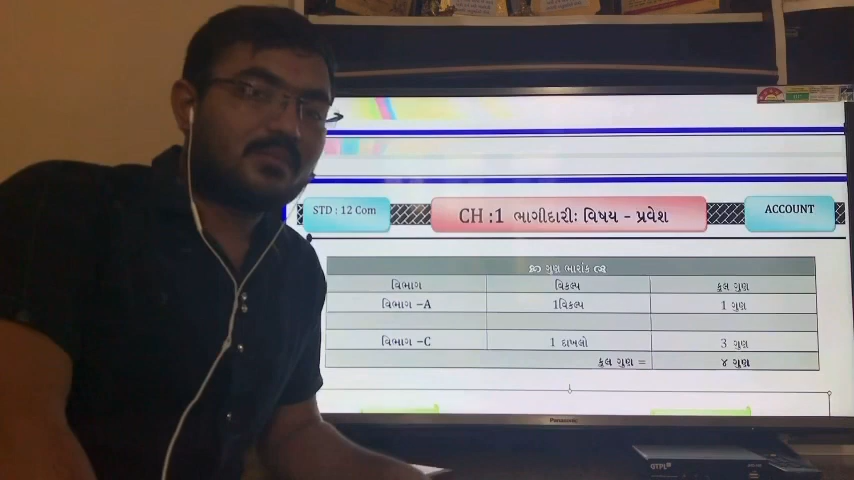 STD : 12 Com
CH :1 ભાગીદારી: વિષય - પ્રવેશ
ACCOUNT
ગુણ ભારાંક
વિભાગ વિકલ્પ કુલ ગુણ
વિભાગ –A 1વિકલ્પ 1 ગુણ
વિભાગ –C 1 દાખલો 3 ગુણ
કુલ ગુણ = ૪ ગુણ
Panasonic
GTPL